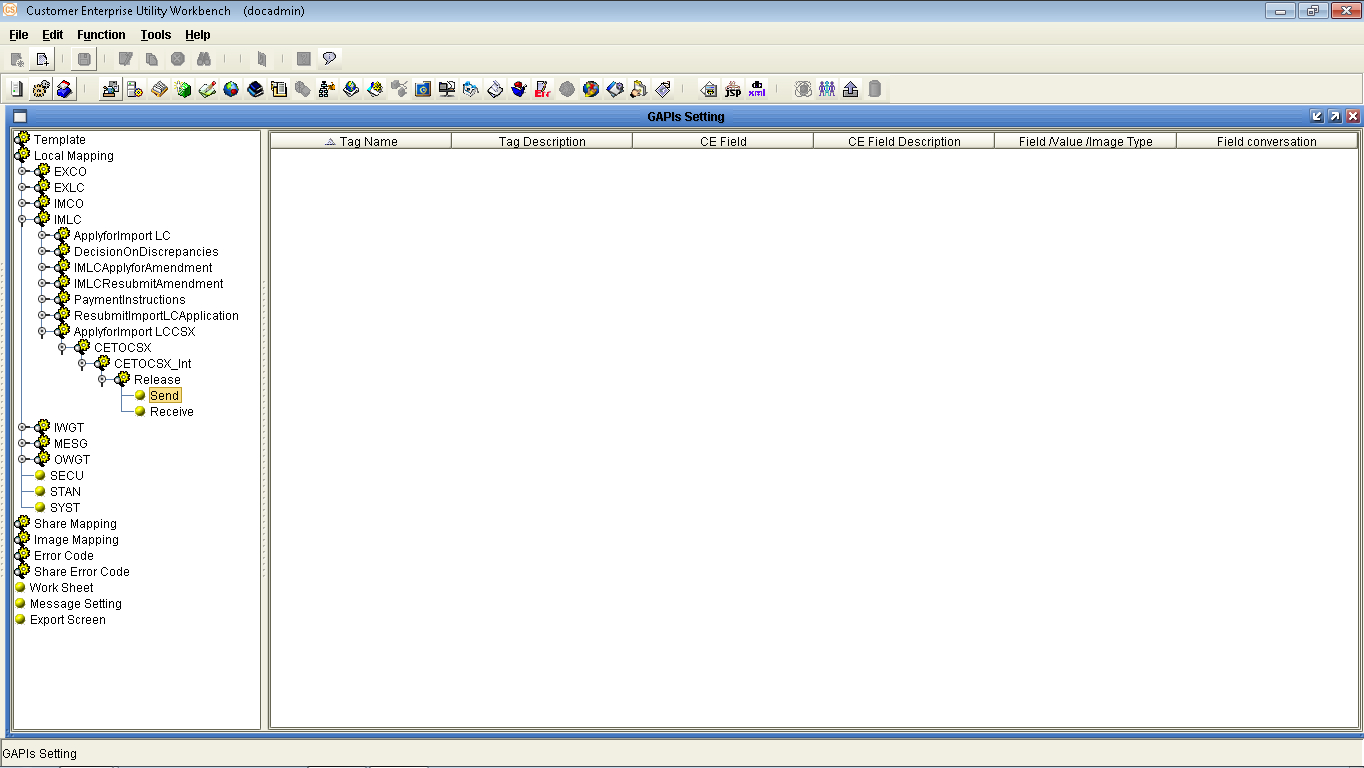 Customer Enterprise Utility Workbench (docadmin)
File Edit Function Tools Help
GAPIs Setting
Template
Local Mapping
EXCO
EXLC
IMCO
IMLC
ApplyforImport LC
DecisionOnDiscrepancies
IMLCApplyforAmendment
IMLCResubmitAmendment
PaymentInstructions
ResubmitImportLCApplication
ApplyforImport LCCSX
CETOCSX
CETOCSX_Int
Release
Send
Receive
IWGT
MESG
OWGT
SECU
STAN
SYST
Share Mapping
Image Mapping
Error Code
Share Error Code
Work Sheet
Message Setting
Export Screen
Tag Name Tag Description CE Field CE Field Description Field /Value /Image Type Field conversation
GAPIs Setting